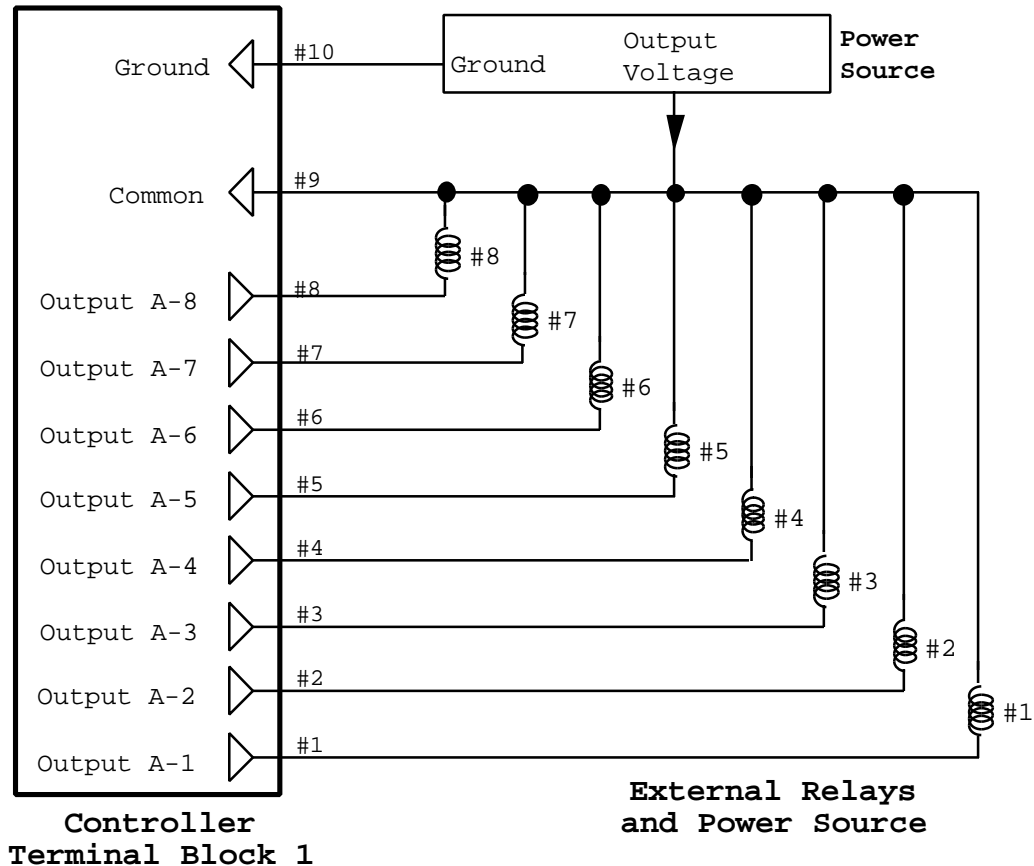 Ground
#10
Ground
Output
Voltage
Power
Source
Common
#9
#8
Output A-8
#8
#7
Output A-7
#7
#6
Output A-6
#6
#5
Output A-5
#5
#4
Output A-4
#4
#3
Output A-3
#3
#2
Output A-2
#2
#1
Output A-1
#1
External Relays
and Power Source
Controller
Terminal Block 1